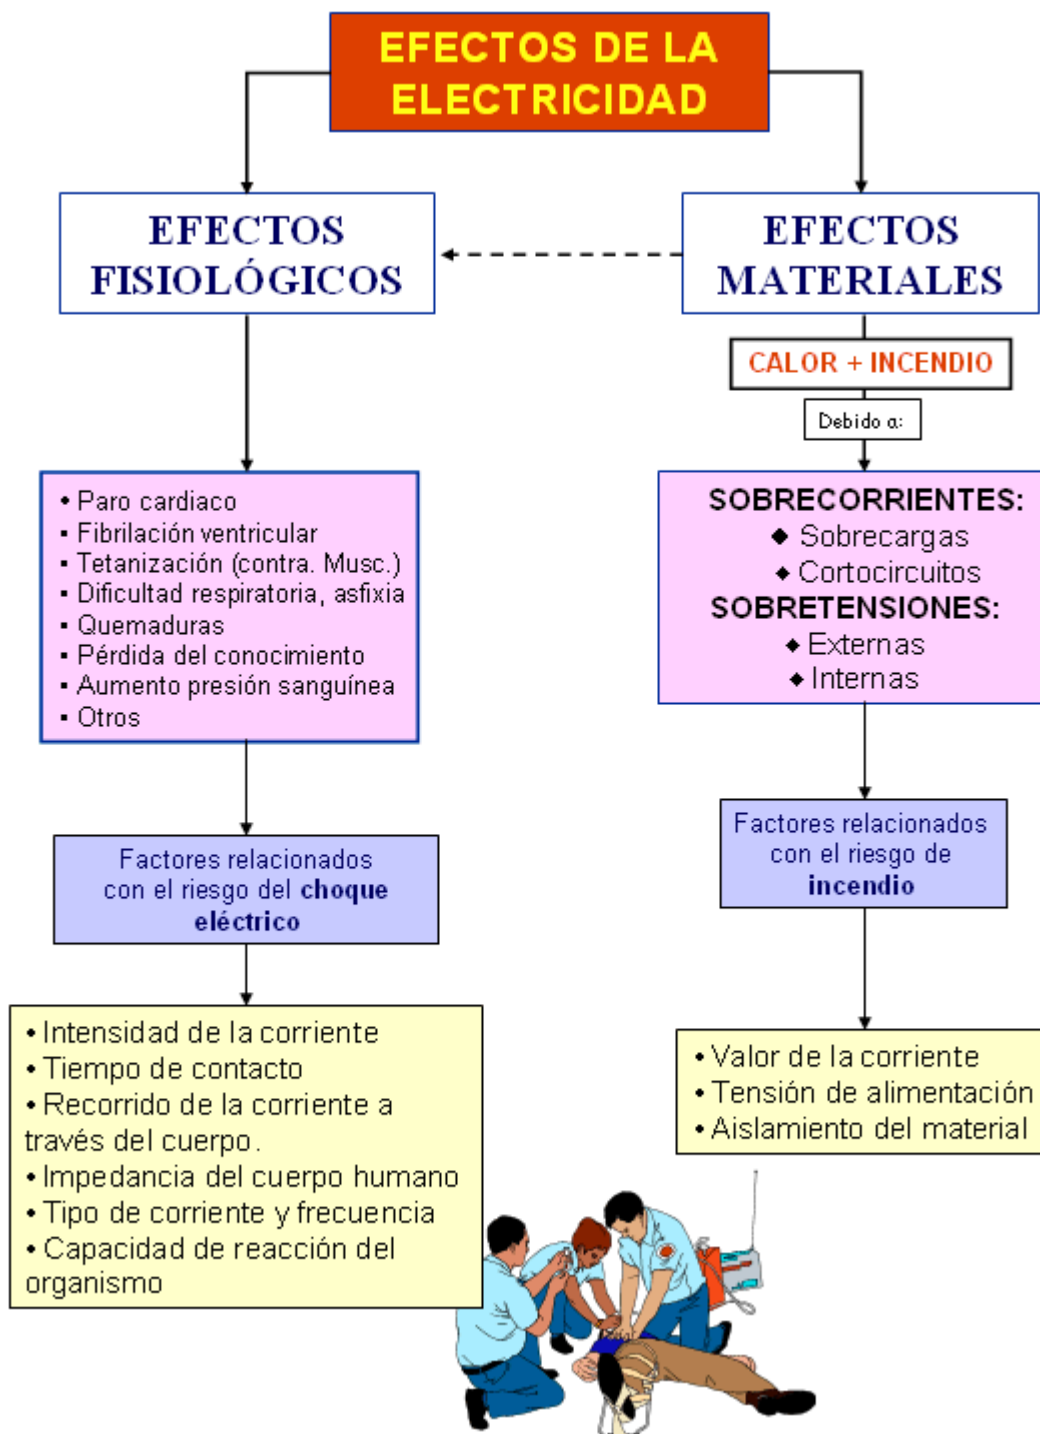 EFECTOS DE LA
ELECTRICIDAD
EFECTOS
FISIOLÓGICOS
EFECTOS
MATERIALES
CALOR + INCENDIO
Debido a:
• Paro cardiaco
▪ Fibrilación ventricular
▪ Tetanización (contra. Musc.)
▪ Dificultad respiratoria, asfixia
▪ Quemaduras
▪ Pérdida del conocimiento
▪ Aumento presión sanguínea
▪ Otros
SOBRECORRIENTES:
◆ Sobrecargas
◆ Cortocircuitos
SOBRETENSIONES:
◆ Externas
◆ Internas
Factores relacionados
con el riesgo del choque
eléctrico
Factores relacionados
con el riesgo de
incendio
• Intensidad de la corriente
• Tiempo de contacto
• Recorrido de la corriente a
través del cuerpo.
• Impedancia del cuerpo humano
• Tipo de corriente y frecuencia
• Capacidad de reacción del
organismo
• Valor de la corriente
• Tensión de alimentación
• Aislamiento del material